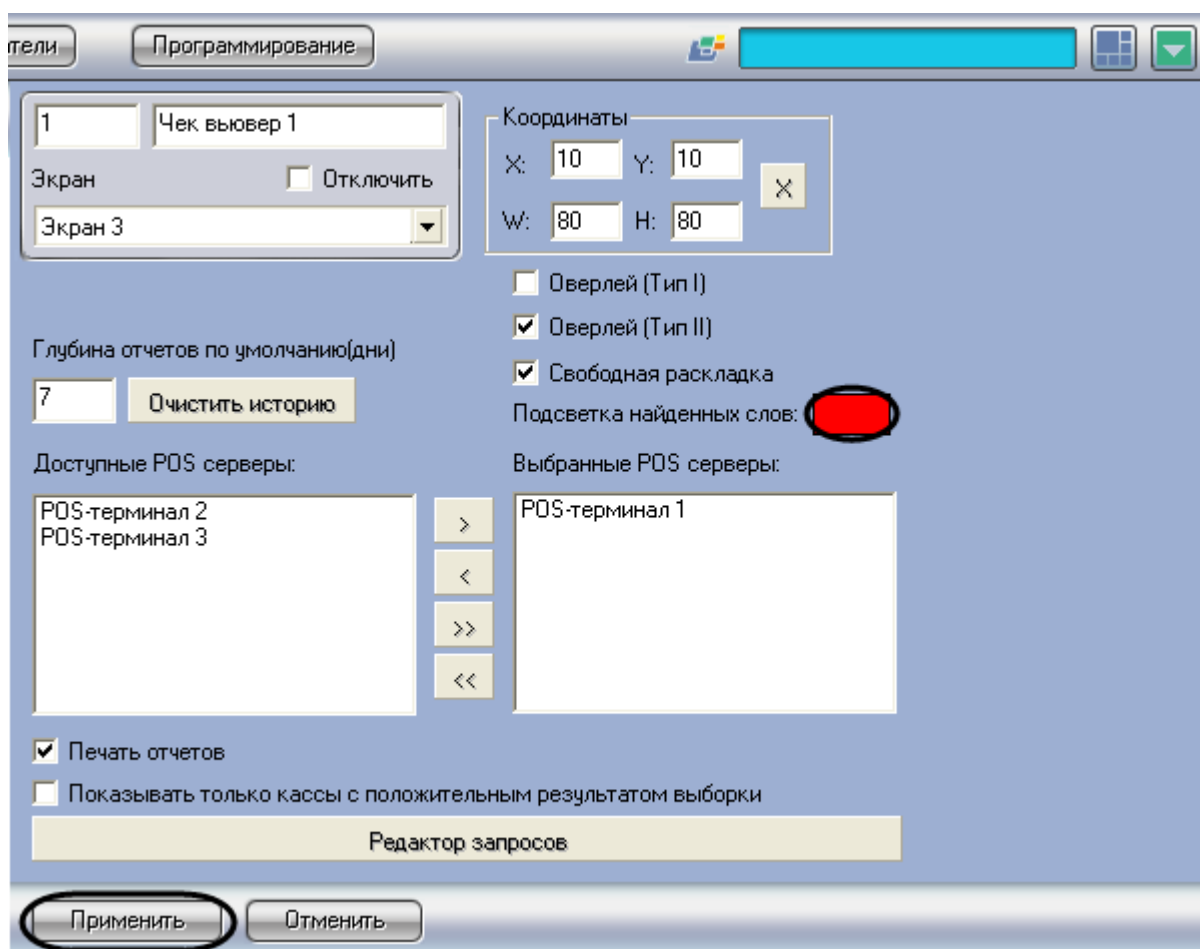 тели Программирование
1 Чек вьювер 1
Экран Отключить
Экран 3
Координаты
X: 10 Y: 10
X
W: 80 H: 80
Оверлей (Тип I)
Оверлей (Тип II)
Свободная раскладка
Подсветка найденных слов:
Глубина отчетов по умолчанию(дни)
7 Очистить историю
Доступные POS серверы:
POS-терминал 2
POS-терминал 3
>
<
>>
<<
Выбранные POS серверы:
POS-терминал 1
Печать отчетов
Показывать только кассы с положительным результатом выборки
Редактор запросов
Применить Отменить